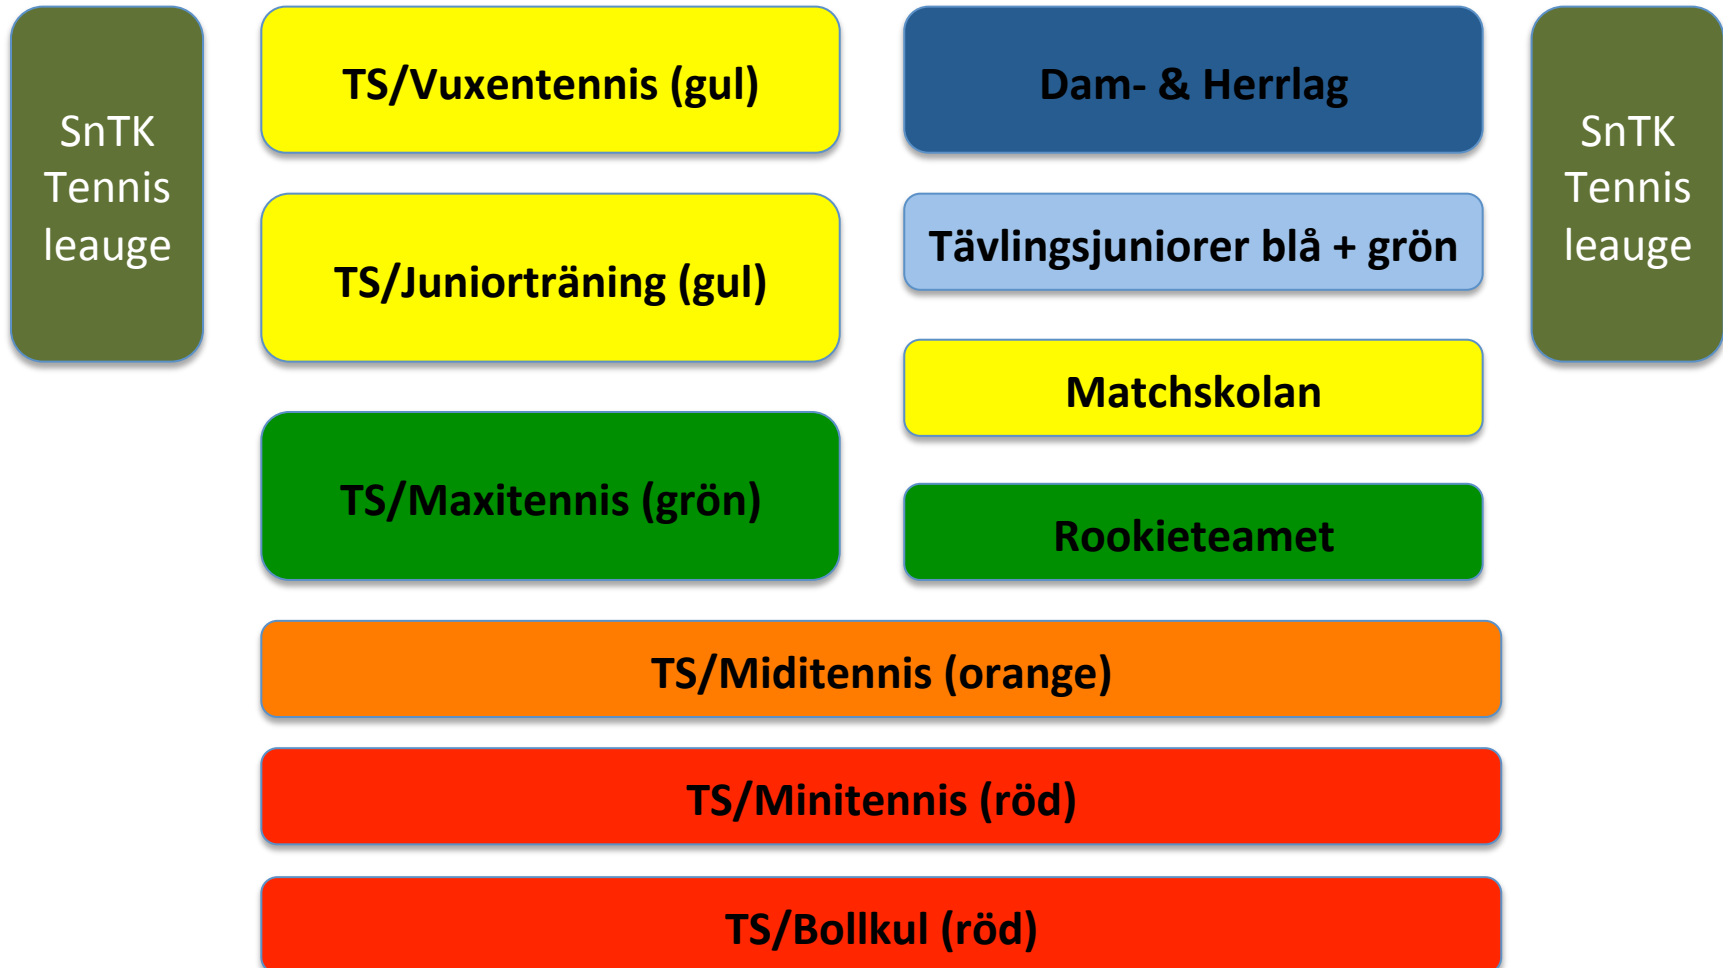 SnTK
Tennis
leauge
TS/Vuxentennis (gul)
TS/Juniorträning (gul)
TS/Maxitennis (grön)
Dam- & Herrlag
Tävlingsjuniorer blå + grön
Matchskolan
Rookieteamet
SnTK
Tennis
leauge
TS/Miditennis (orange)
TS/Minitennis (röd)
TS/Bollkul (röd)